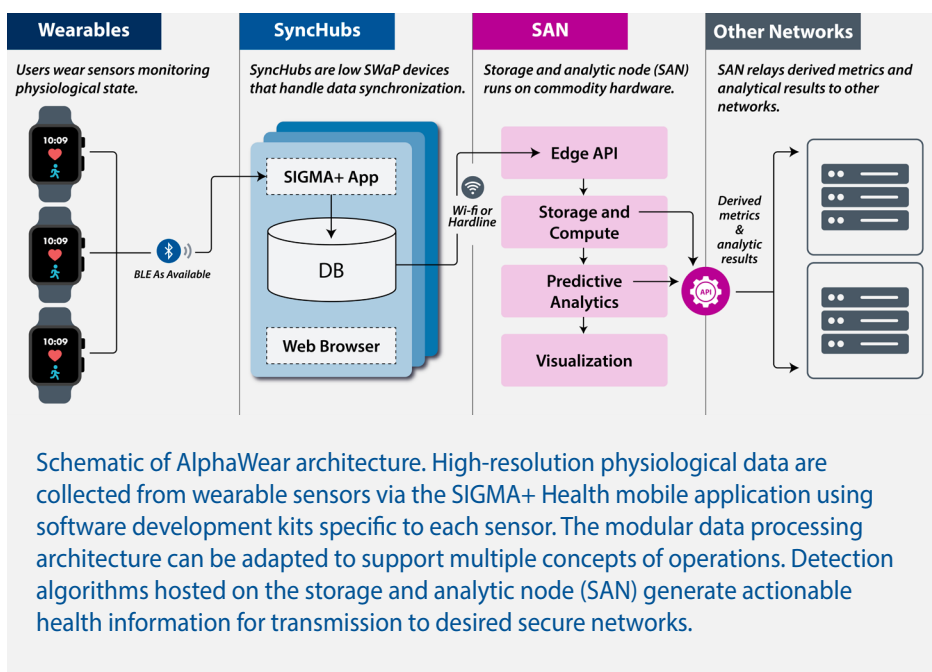 Wearables
Users wear sensors monitoring
physiological state.
10:09
10:09
10:09
BLE As Available
SyncHubs
SyncHubs are low SWaP devices
that handle data synchronization.
SIGMA+ App
DB
Web Browser
Wi-fi or
Hardline
SAN
Storage and analytic node (SAN)
runs on commodity hardware.
Edge API
Storage and
Compute
Predictive
Analytics
Visualization
API
Other Networks
SAN relays derived metrics and
analytical results to other
networks.
Derived
metrics
&
analytic
results
Schematic of AlphaWear architecture. High-resolution physiological data are
collected from wearable sensors via the SIGMA+ Health mobile application using
software development kits specific to each sensor. The modular data processing
architecture can be adapted to support multiple concepts of operations. Detection
algorithms hosted on the storage and analytic node (SAN) generate actionable
health information for transmission to desired secure networks.